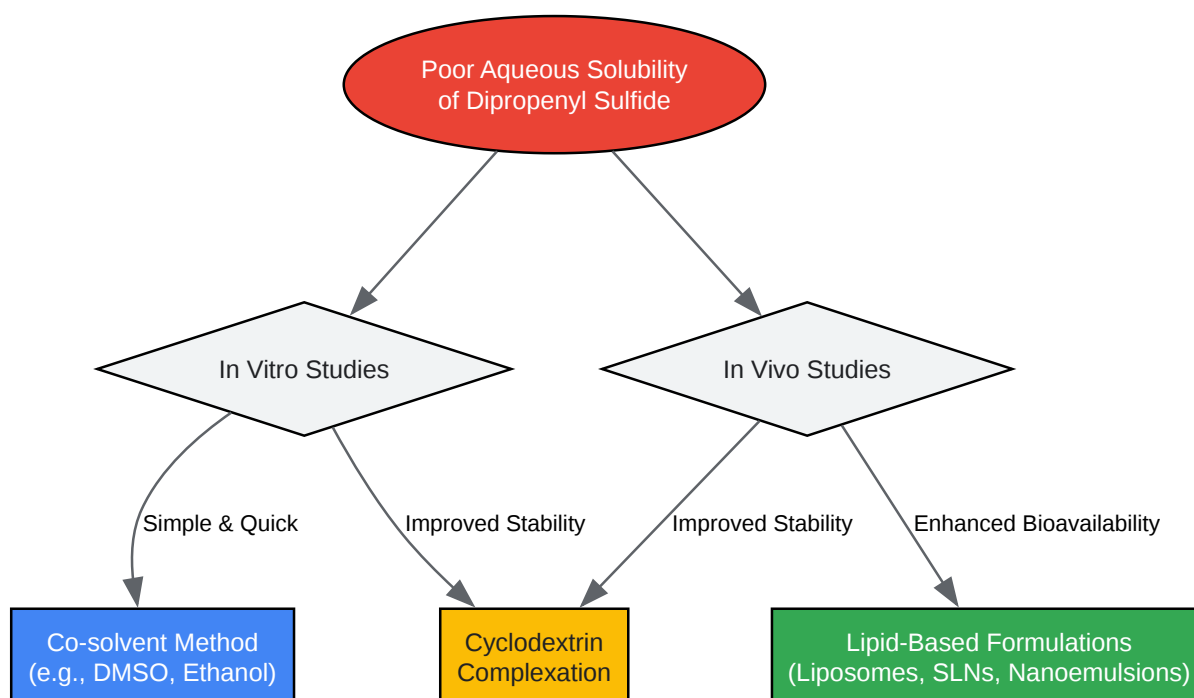 Poor Aqueous Solubility
of Dipropenyl Sulfide
In Vitro Studies
In Vivo Studies
Simple & Quick
Improved Stability
Improved Stability
Enhanced Bioavailability
Co-solvent Method
(e.g., DMSO, Ethanol)
Cyclodextrin
Complexation
Lipid-Based Formulations
(Liposomes, SLNs, Nanoemulsions)